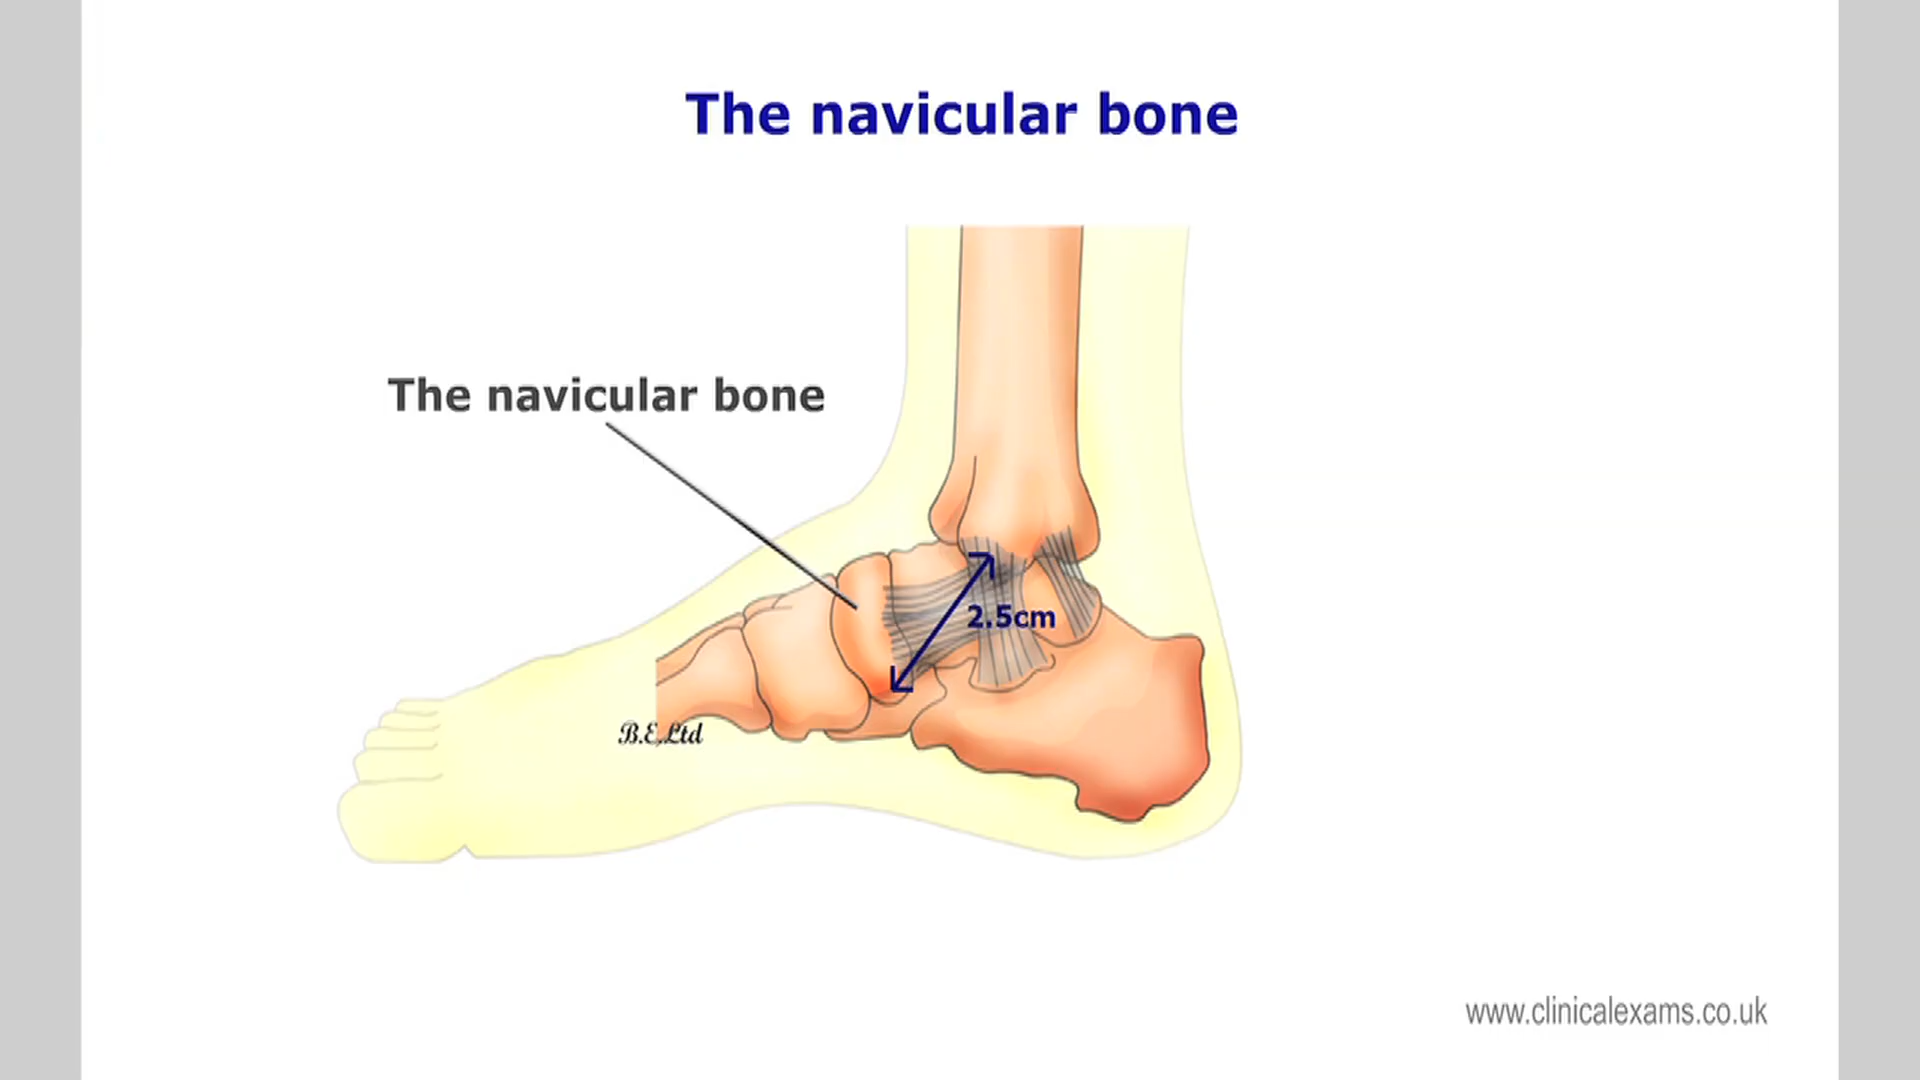 The navicular bone
The navicular bone
2.5cm
B.E.Ltd
www.clinicalexams.co.uk